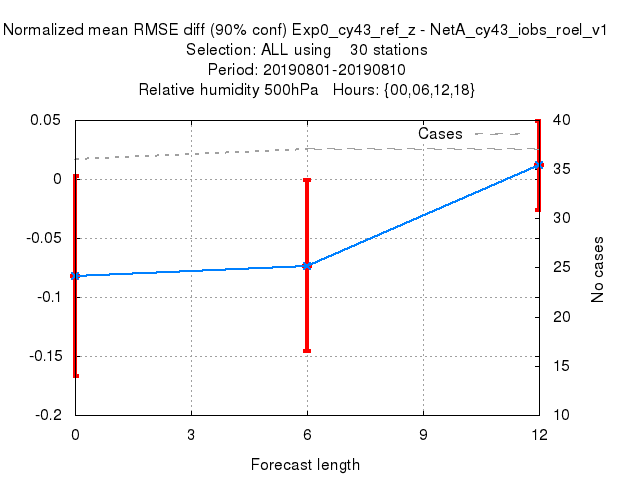 Normalized mean RMSE diff (90% conf) Exp0_cy43_ref_z - NetA_cy43_iobs_roel_v1
Selection: ALL using    30 stations
Period: 20190801-20190810
Relative humidity 500hPa   Hours: {00,06,12,18}
Cases
0.05
0
-0.05
-0.1
-0.15
-0.2
40
35
30
25
20
15
10
No cases
0
3
6
9
12
Forecast length